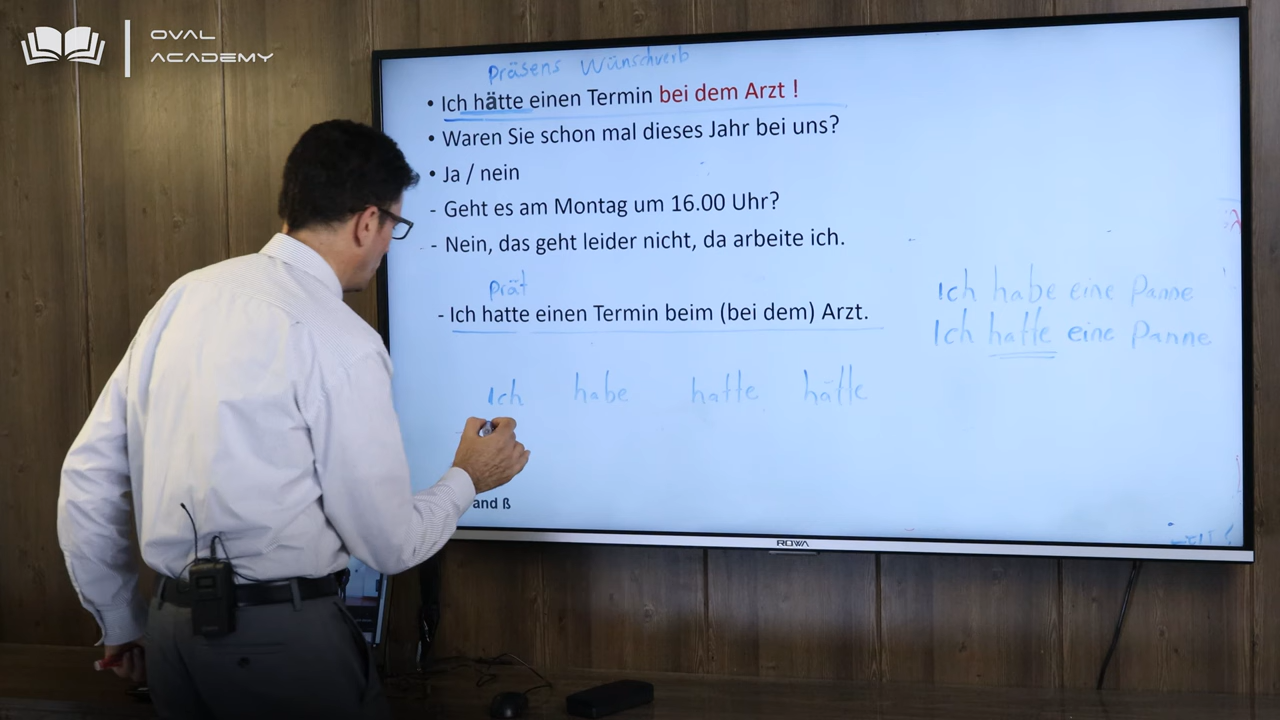 OVAL
ACADEMY
Präsens Wünschverb
• Ich hätte einen Termin bei dem Arzt !
• Waren Sie schon mal dieses Jahr bei uns?
• Ja / nein
- Geht es am Montag um 16.00 Uhr?
- Nein, das geht leider nicht, da arbeite ich.
Prät
- Ich hatte einen Termin beim (bei dem) Arzt.
Ich habe eine Panne
Ich hatte eine Panne
Ich habe hatte hätte
and ß
ROWA